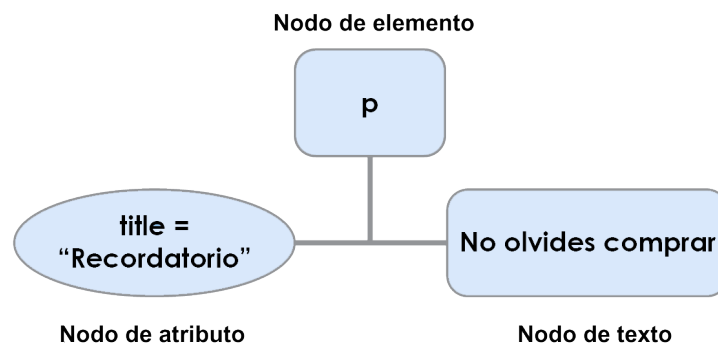 Nodo de elemento
p
title =
“Recordatorio”
No olvides comprar
Nodo de atributo
Nodo de texto